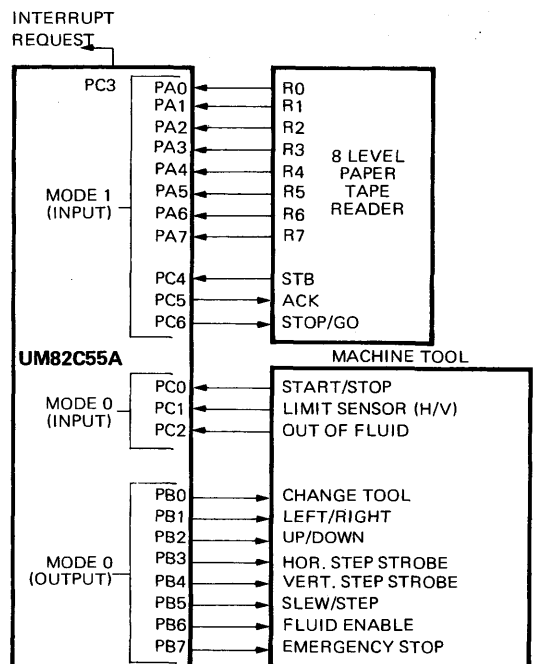 INTERRUPT
REQUEST
PC3 PA0 R0
PA1 R1
PA2 R2
PA3 R3
PA4 R4
PA5 R5
PA6 R6
PA7 R7
8 LEVEL
PAPER
TAPE
READER
MODE 1
(INPUT)
PC4 STB
PC5 ACK
PC6 STOP/GO
UM82C55A
MACHINE TOOL
MODE 0
(INPUT)
PC0 START/STOP
PC1 LIMIT SENSOR (H/V)
PC2 OUT OF FLUID
MODE 0
(OUTPUT)
PB0 CHANGE TOOL
PB1 LEFT/RIGHT
PB2 UP/DOWN
PB3 HOR. STEP STROBE
PB4 VERT. STEP STROBE
PB5 SLEW/STEP
PB6 FLUID ENABLE
PB7 EMERGENCY STOP